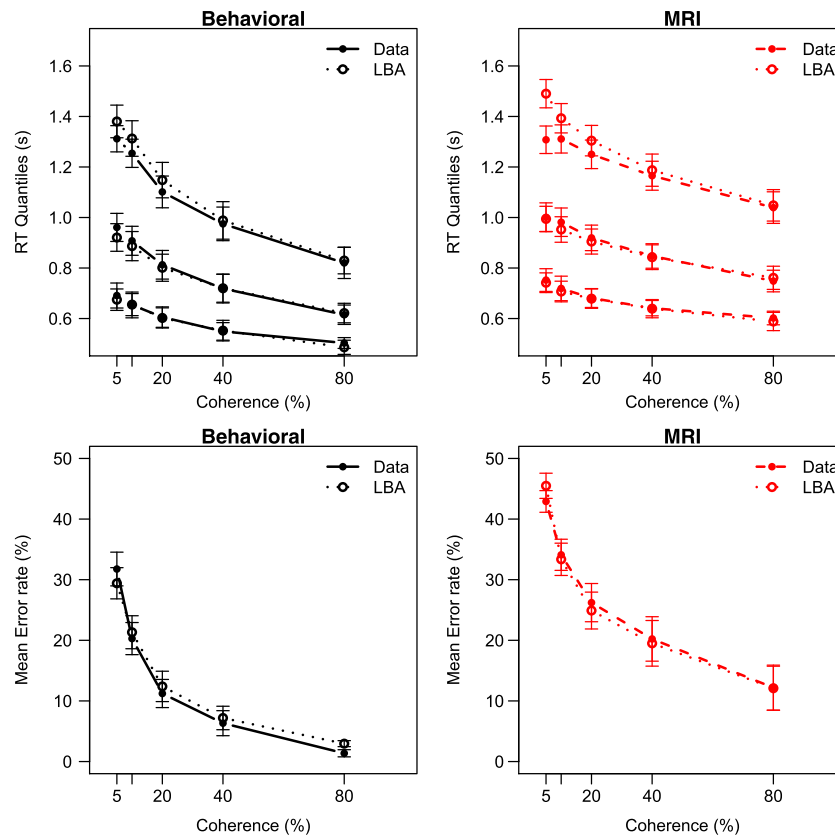 Behavioral
Data
LBA
RT Quantiles (s)
1.6
1.4
1.2
1.0
0.8
0.6
5 20 40 80
Coherence (%)
MRI
Data
LBA
RT Quantiles (s)
1.6
1.4
1.2
1.0
0.8
0.6
5 20 40 80
Coherence (%)
Behavioral
Data
LBA
Mean Error rate (%)
50
40
30
20
10
0
5 20 40 80
Coherence (%)
MRI
Data
LBA
Mean Error rate (%)
50
40
30
20
10
0
5 20 40 80
Coherence (%)